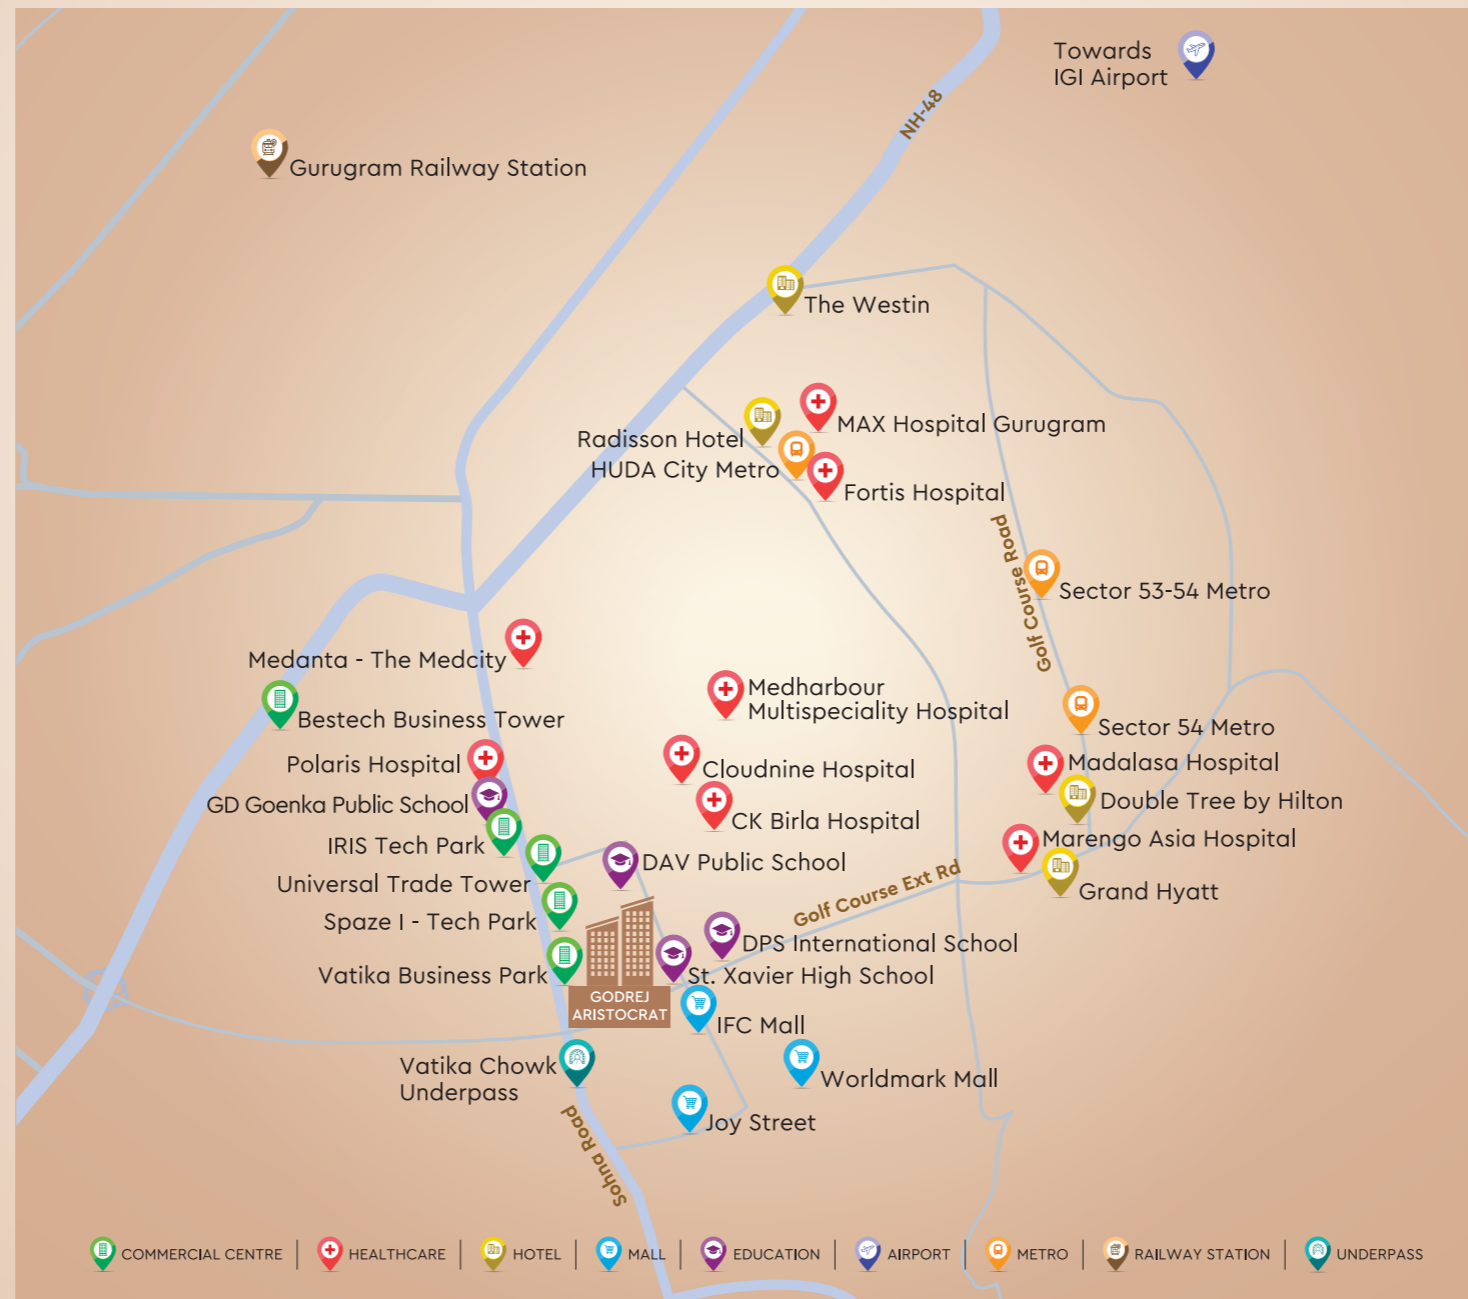 Towards
IGI Airport
NH-48
Gurugram Railway Station
The Westin
MAX Hospital Gurugram
Radisson Hotel
HUDA City Metro
Fortis Hospital
Golf Course Road
Sector 53-54 Metro
Medanta - The Medcity
Medharbour
Multispeciality Hospital
Bestech Business Tower
Sector 54 Metro
Polaris Hospital
Cloudnine Hospital
Madalasa Hospital
GD Goenka Public School
Double Tree by Hilton
CK Birla Hospital
IRIS Tech Park
Marengo Asia Hospital
DAV Public School
Universal Trade Tower
Golf Course Ext Rd
Grand Hyatt
Spaze I - Tech Park
DPS International School
Vatika Business Park
St. Xavier High School
GODREJ
ARISTOCRAT
IFC Mall
Vatika Chowk
Underpass
Worldmark Mall
Joy Street
Sohna Road
COMMERCIAL CENTRE | HEALTHCARE | HOTEL | MALL | EDUCATION | AIRPORT | METRO | RAILWAY STATION | UNDERPASS